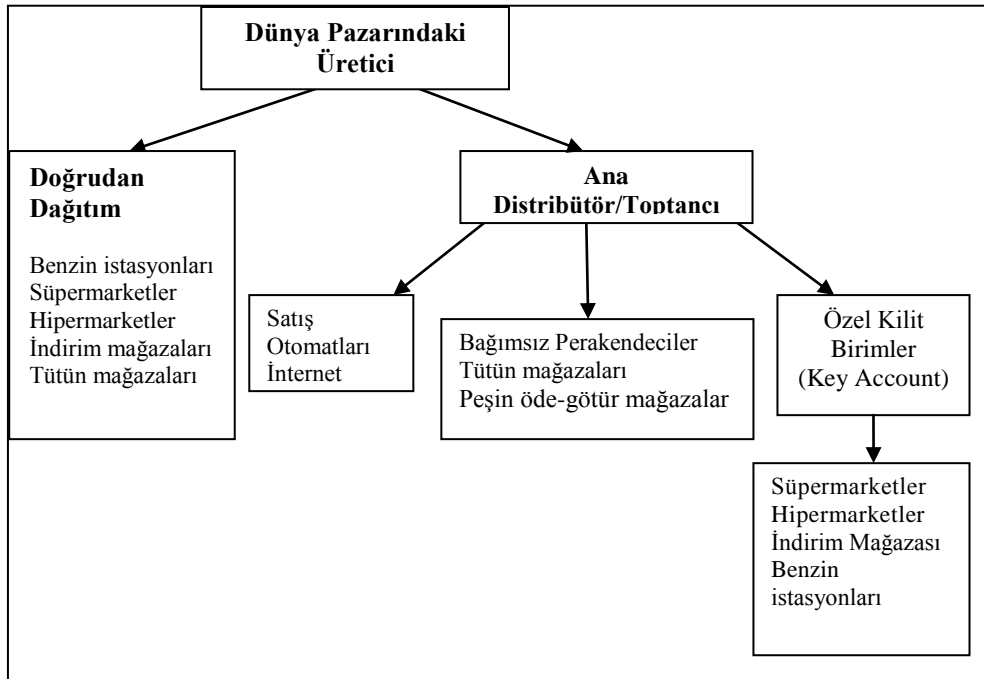 Dünya Pazarındaki
Üretici
Doğrudan
Dağıtım
Benzin istasyonları
Süpermarketler
Hipermarketler
İndirim mağazaları
Tütün mağazaları
Ana
Distribütör/Toptancı
Satış
Otomatları
İnternet
Bağımsız Perakendeciler
Tütün mağazaları
Peşin öde-götür mağazalar
Özel Kilit
Birimler
(Key Account)
Süpermarketler
Hipermarketler
İndirim Mağazası
Benzin
istasyonları